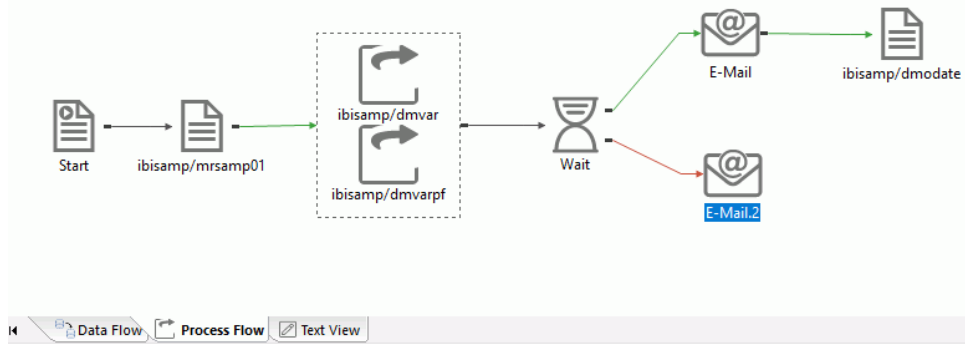 E-Mail
ibisamp/dmodate
ibisamp/dmvar
Start
ibisamp/mrsamp01
Wait
ibisamp/dmvarpf
E-Mail.2
Data Flow
Process Flow
Text View